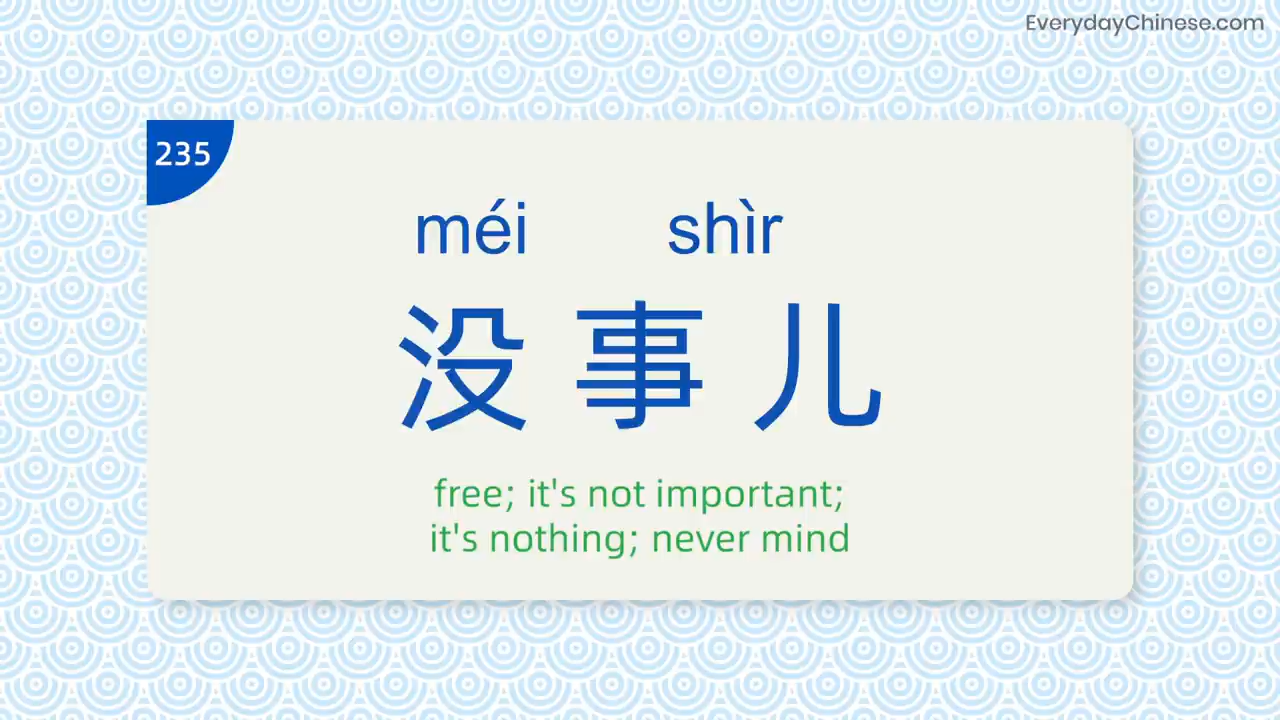 EverydayChinese.com
235
méi shìr
没事儿
free; it's not important;
it's nothing; never mind